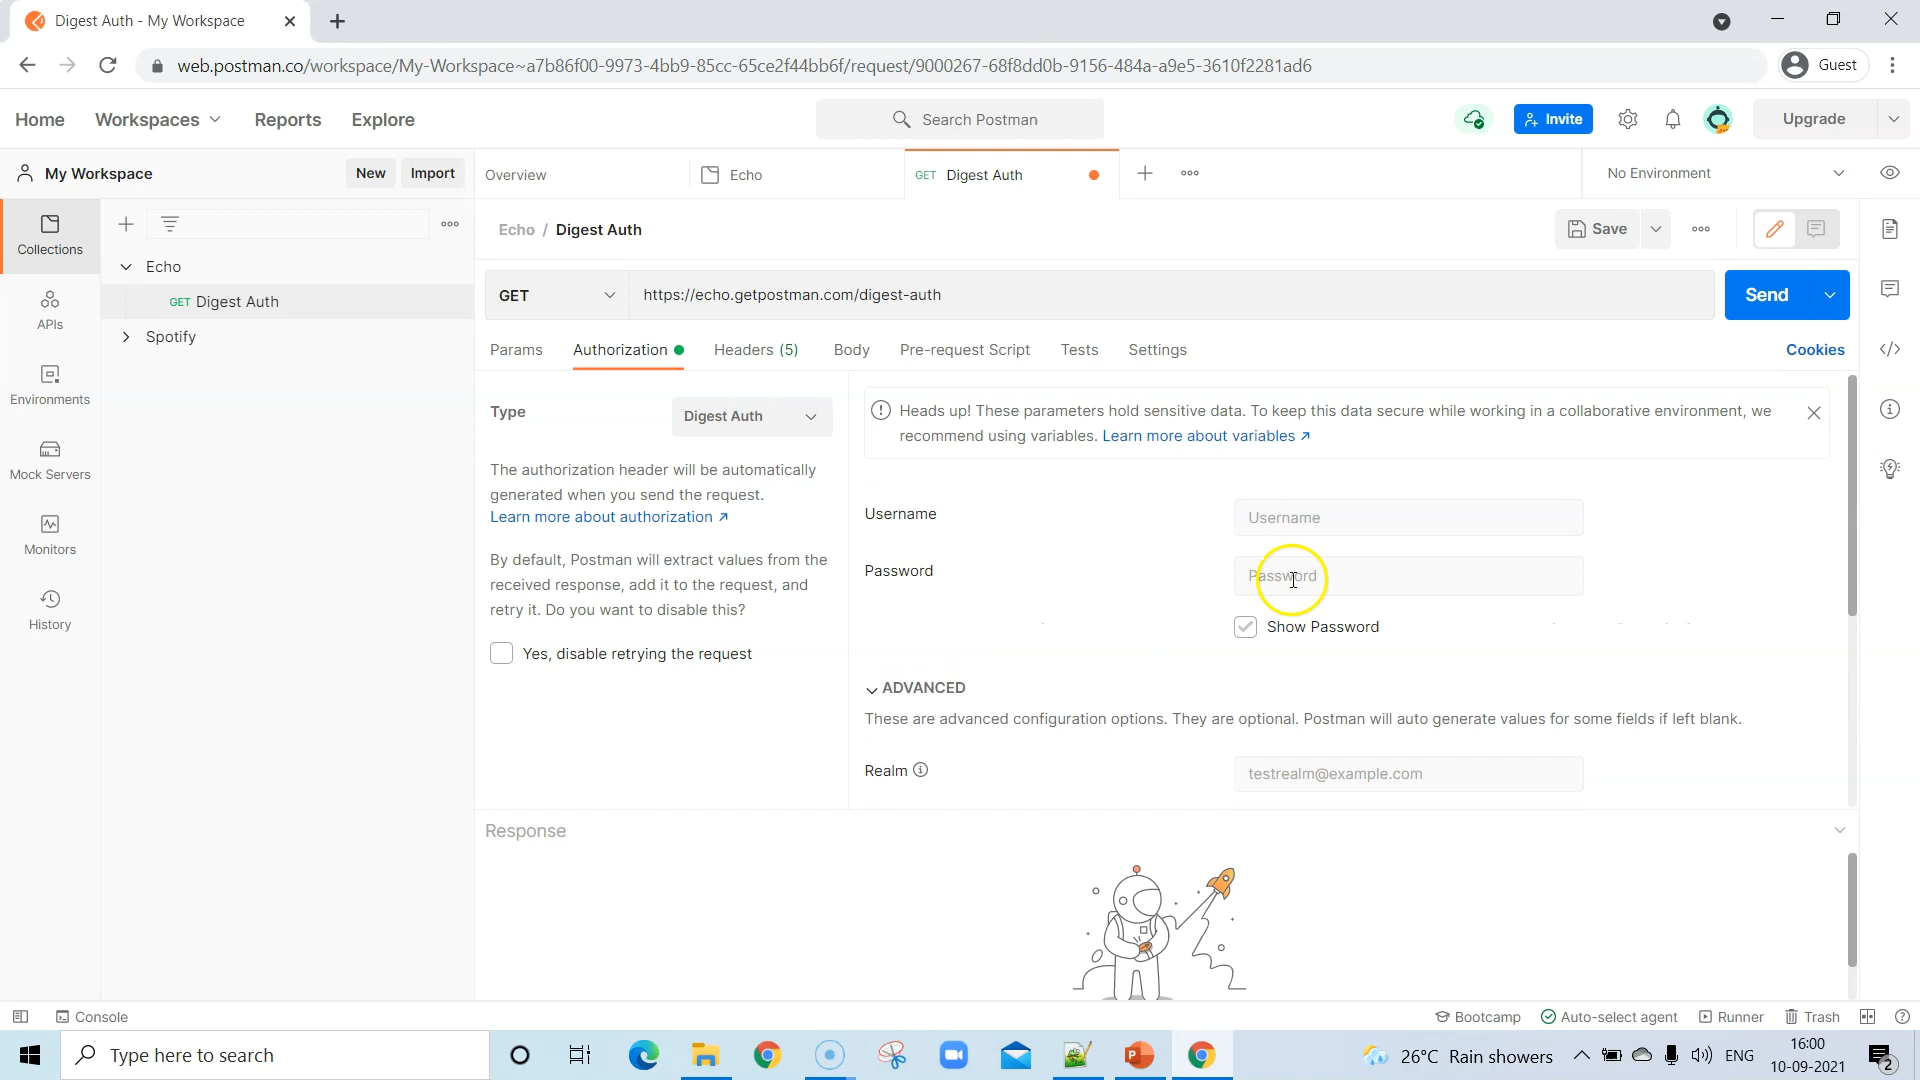 Digest Auth - My Workspace
web.postman.co/workspace/My-Workspace~a7b86f00-9973-4bb9-85cc-65ce2f44bb6f/request/9000267-68f8dd0b-9156-484a-a9e5-3610f2281ad6
Guest
Home Workspaces Reports Explore
Search Postman
Invite
Upgrade
My Workspace
New
Import
Overview
Echo
GET Digest Auth
No Environment
Collections
APIs
Environments
Mock Servers
Monitors
History
Echo
GET Digest Auth
Spotify
Echo / Digest Auth
Save
GET
https://echo.getpostman.com/digest-auth
Send
Params Authorization Headers (5) Body Pre-request Script Tests Settings
Cookies
Type
Digest Auth
The authorization header will be automatically
generated when you send the request.
Learn more about authorization ↗
By default, Postman will extract values from the
received response, add it to the request, and
retry it. Do you want to disable this?
Yes, disable retrying the request
Heads up! These parameters hold sensitive data. To keep this data secure while working in a collaborative environment, we
recommend using variables. Learn more about variables ↗
Username
Username
Password
Password
Show Password
ADVANCED
These are advanced configuration options. They are optional. Postman will auto generate values for some fields if left blank.
Realm
testrealm@example.com
Response
Console
Bootcamp
Auto-select agent
Runner
Trash
Type here to search
26°C Rain showers
ENG
16:00
10-09-2021
2